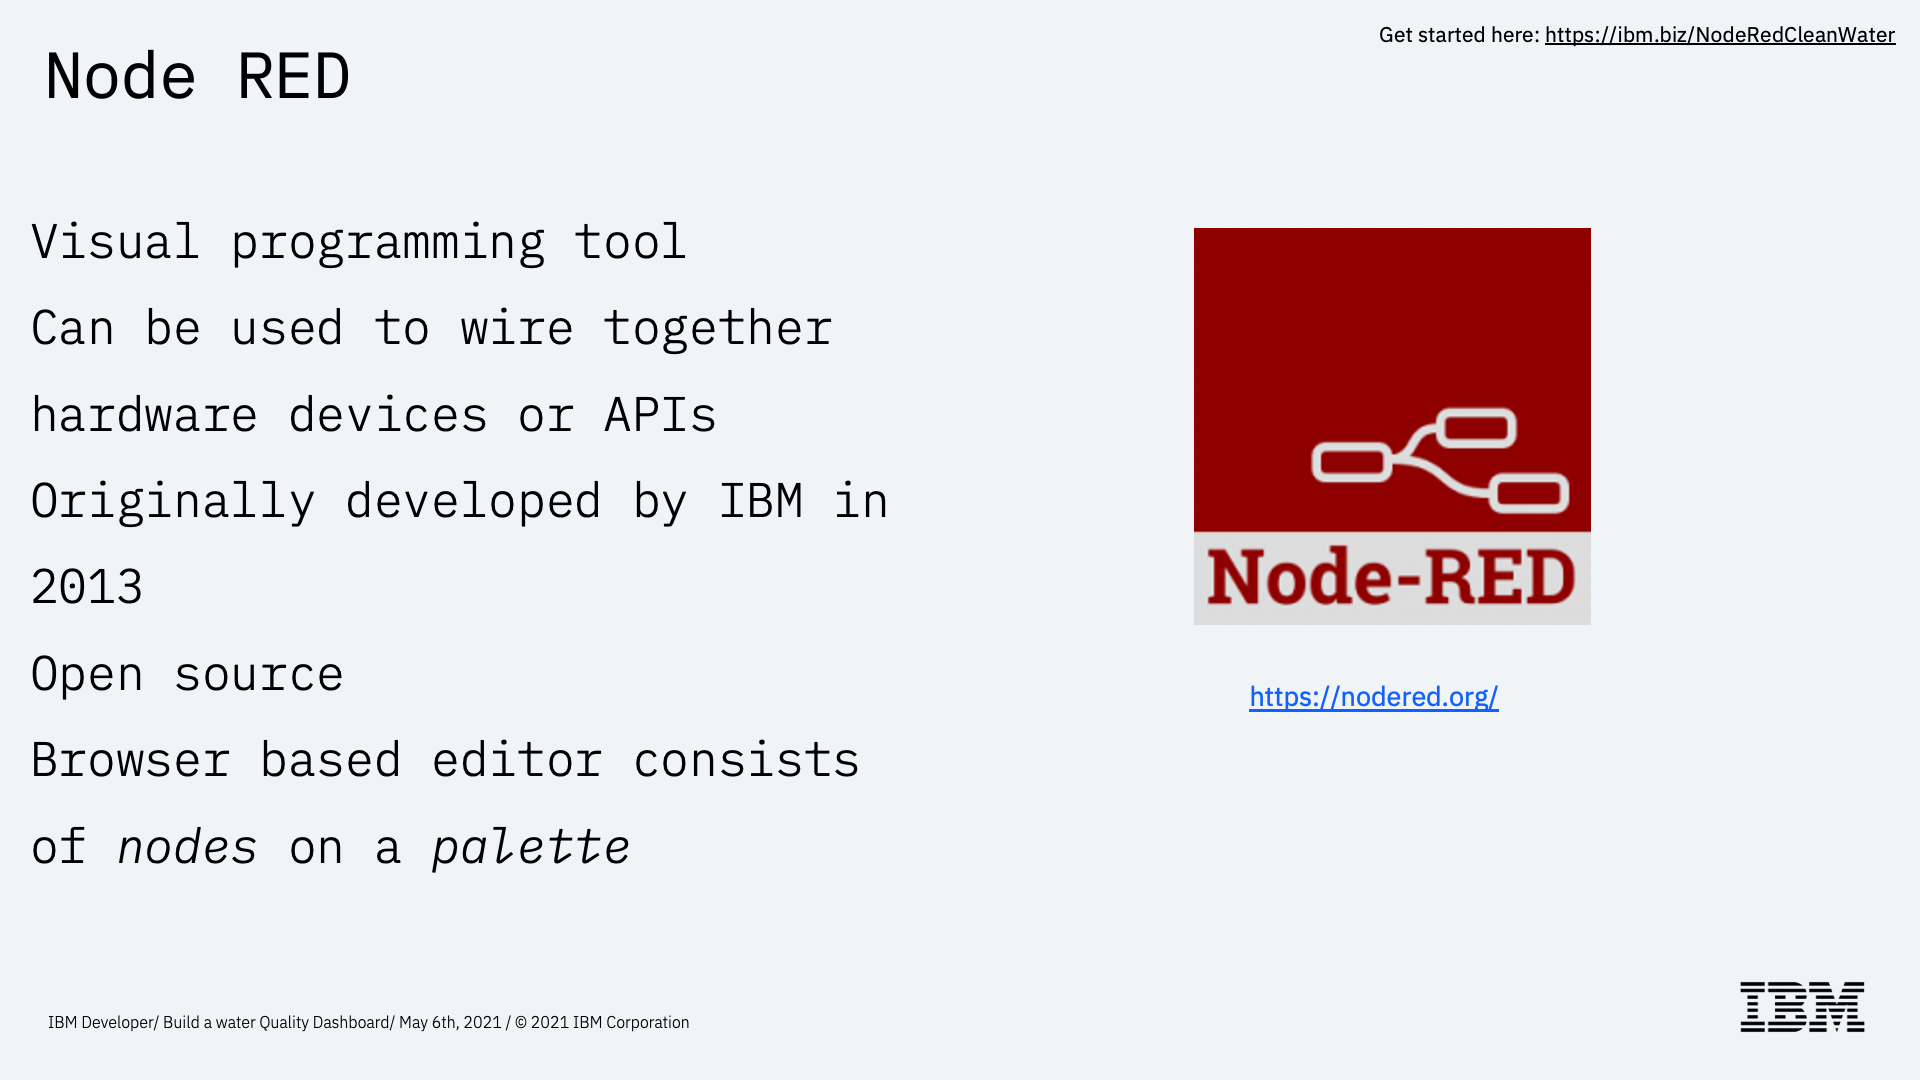 Get started here: https://ibm.biz/NodeRedCleanWater
Node RED
Visual programming tool
Can be used to wire together
hardware devices or APIs
Originally developed by IBM in
2013
Open source
Browser based editor consists
of nodes on a palette
Node-RED
https://nodered.org/
IBM Developer/ Build a water Quality Dashboard/ May 6th, 2021 / © 2021 IBM Corporation
IBM